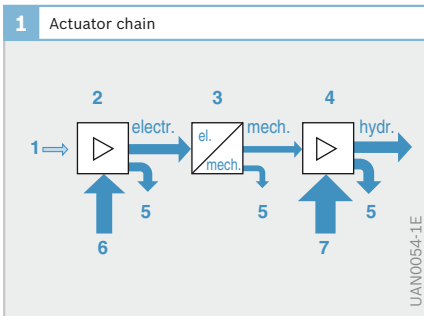 1 Actuator chain
2 3 4
electr. mech. hydr.
1
el.
mech.
5 5 5
6 7
UAN0054-1E